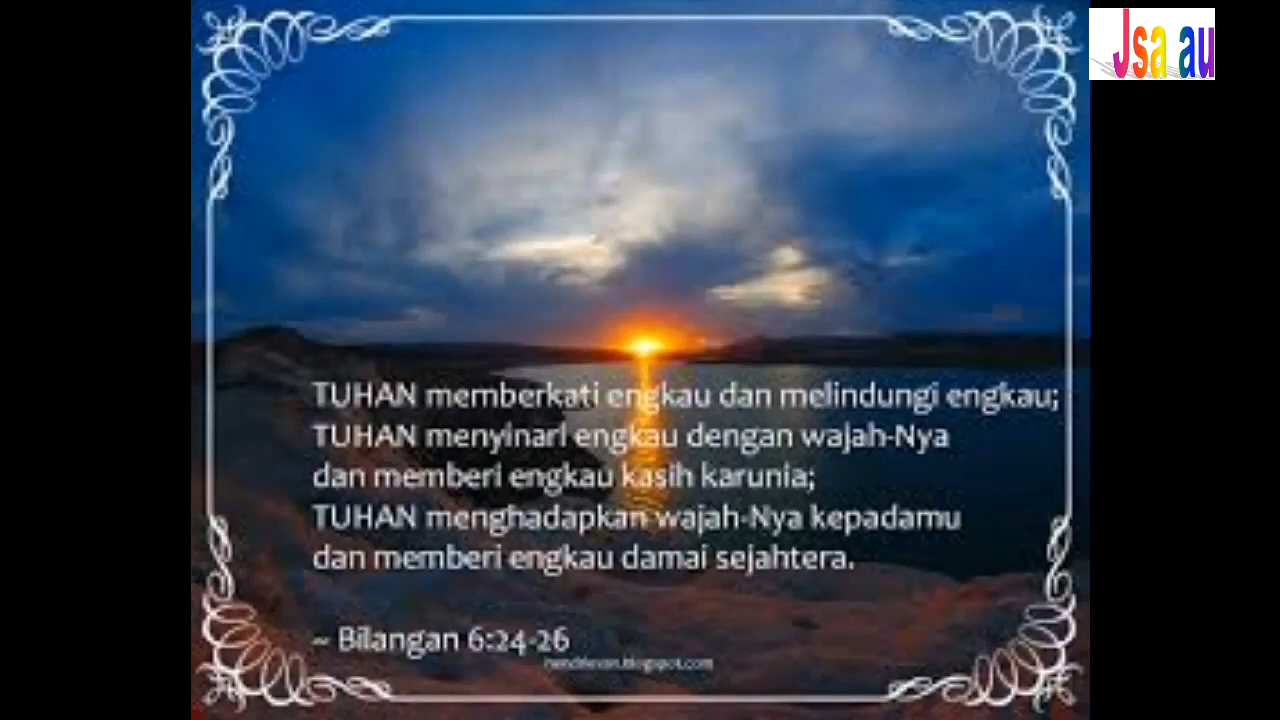 Jsa au
TUHAN memberkati engkau dan melindungi engkau;
TUHAN menyinari engkau dengan wajah-Nya
dan memberi engkau kasih karunia;
TUHAN menghadapkan wajah-Nya kepadamu
dan memberi engkau damai sejahtera.
~ Bilangan 6:24-26